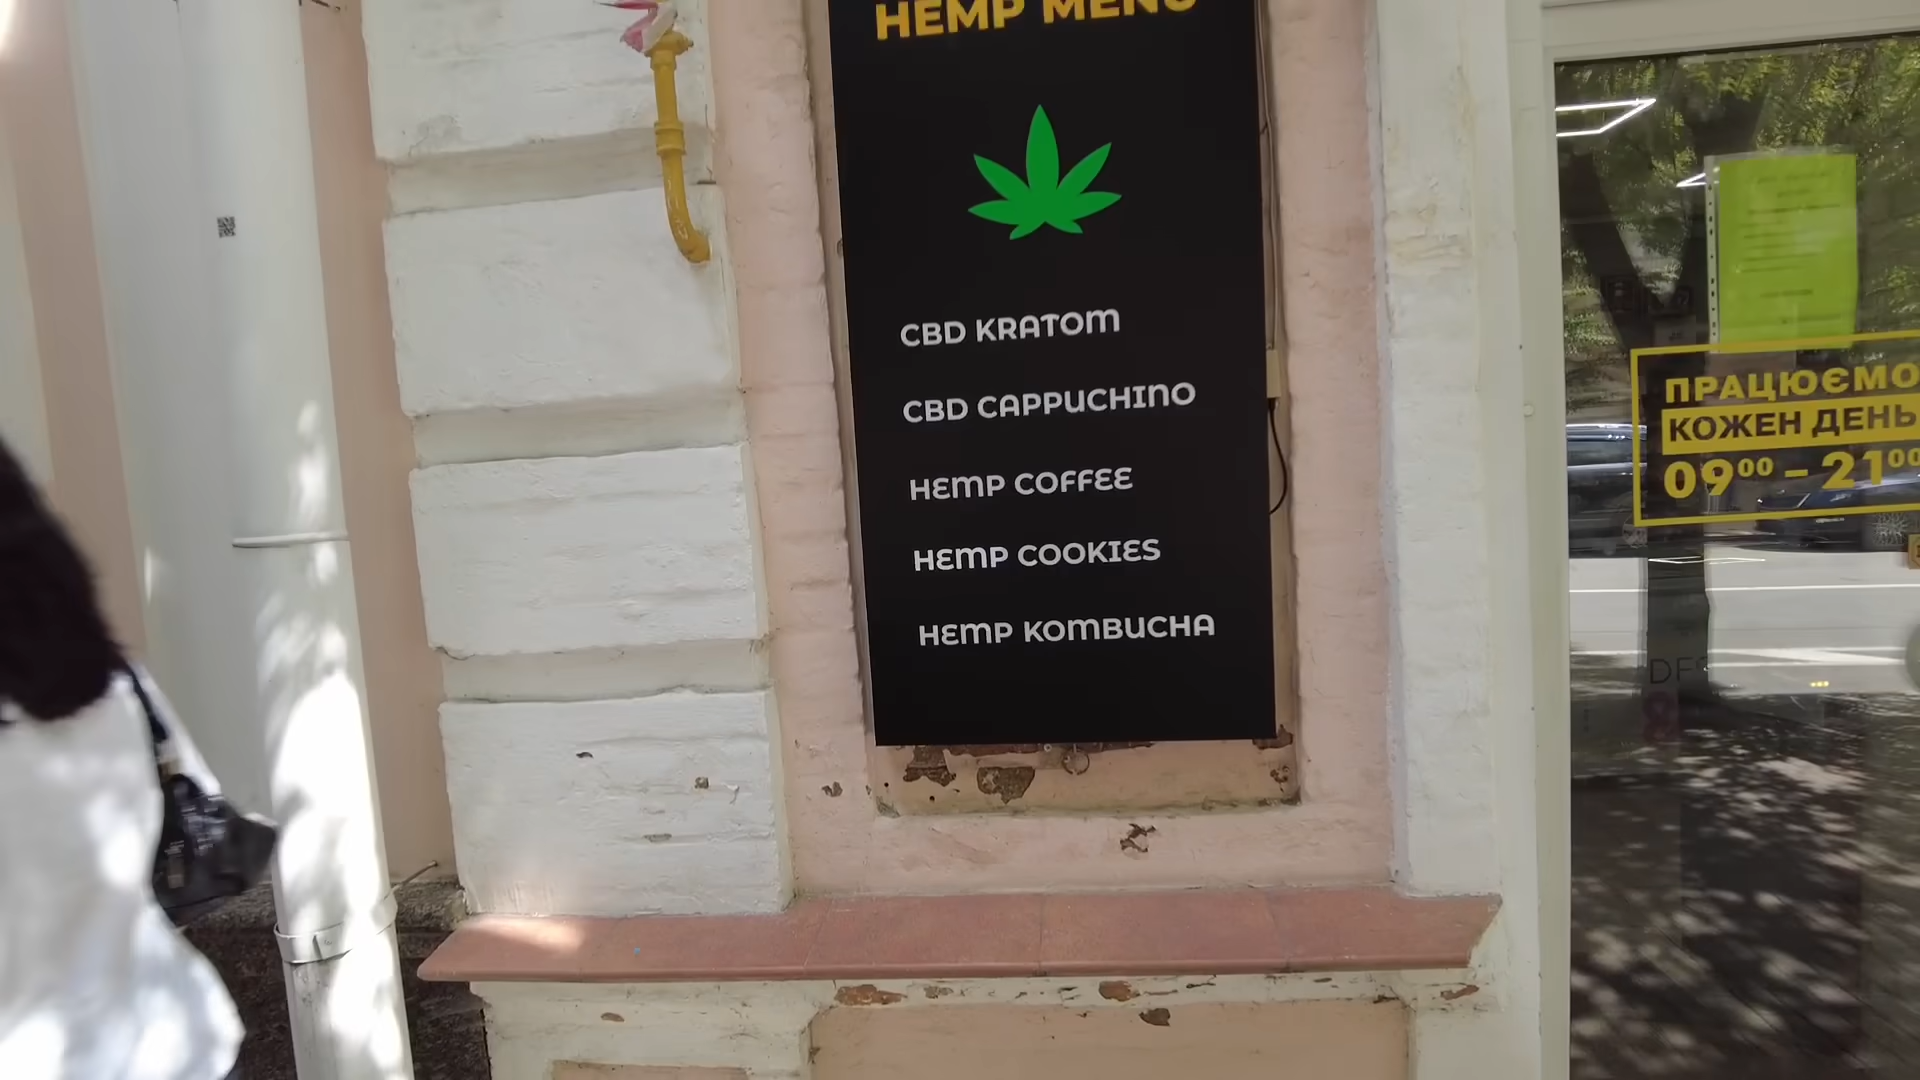 HEMP MENU
CBD KRATOM
CBD CAPPUCHINO
HEMP COFFEE
HEMP COOKIES
HEMP KOMBUCHA
ПРАЦЮЄМО
КОЖЕН ДЕНЬ
09⁰⁰ – 21⁰⁰